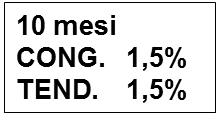 10 mesi
CONG. 1,5%
TEND. 1,5%